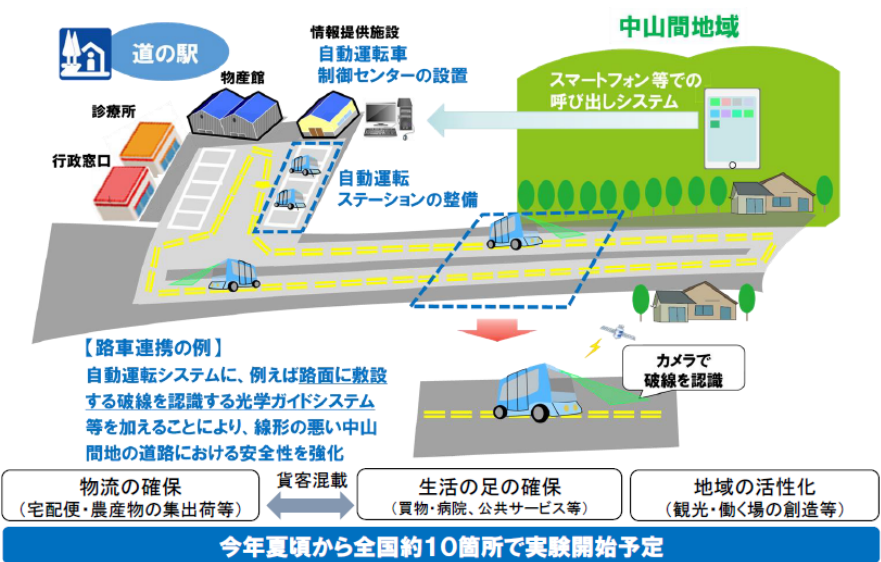 道の駅
情報提供施設
自動運転車
制御センターの設置
中山間地域
スマートフォン等での
呼び出しシステム
物産館
診療所
行政窓口
自動運転
ステーションの整備
【路車連携の例】
自動運転システムに、例えば路面に敷設
する破線を認識する光学ガイドシステム
等を加えることにより、線形の悪い中山
間地の道路における安全性を強化
カメラで
破線を認識
物流の確保
（宅配便・農産物の集出荷等）
貨客混載
生活の足の確保
（買物・病院、公共サービス等）
地域の活性化
（観光・働く場の創造等）
今年夏頃から全国約１０箇所で実験開始予定